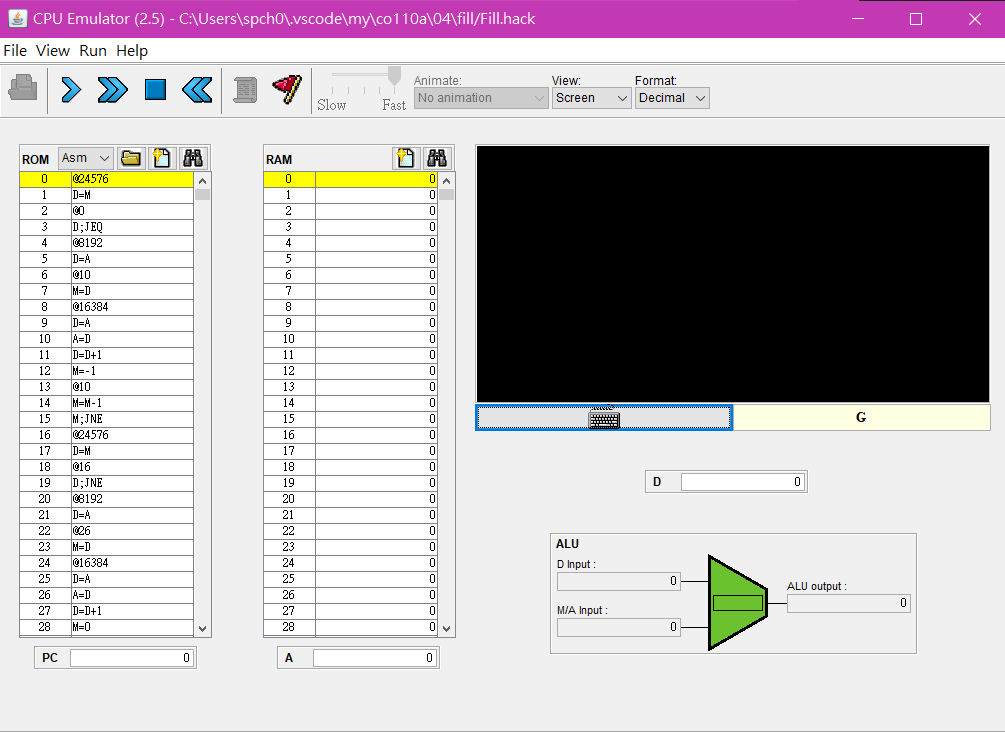 CPU Emulator (2.5) - C:\Users\spch0\.vscode\my\co110a\04\fill/Fill.hack
File View Run Help
Slow Fast
Animate:
No animation
View:
Screen
Format:
Decimal
ROM Asm
0 @24576
1 D=M
2 @0
3 D;JEQ
4 @8192
5 D=A
6 @10
7 M=D
8 @16384
9 D=A
10 A=D
11 D=D+1
12 M=-1
13 @10
14 M=M-1
15 M;JNE
16 @24576
17 D=M
18 @16
19 D;JNE
20 @8192
21 D=A
22 @26
23 M=D
24 @16384
25 D=A
26 A=D
27 D=D+1
28 M=0
PC 0
RAM
0 0
1 0
2 0
3 0
4 0
5 0
6 0
7 0
8 0
9 0
10 0
11 0
12 0
13 0
14 0
15 0
16 0
17 0
18 0
19 0
20 0
21 0
22 0
23 0
24 0
25 0
26 0
27 0
28 0
A 0
G
D 0
ALU
D Input :
0
M/A Input :
0
ALU output :
0